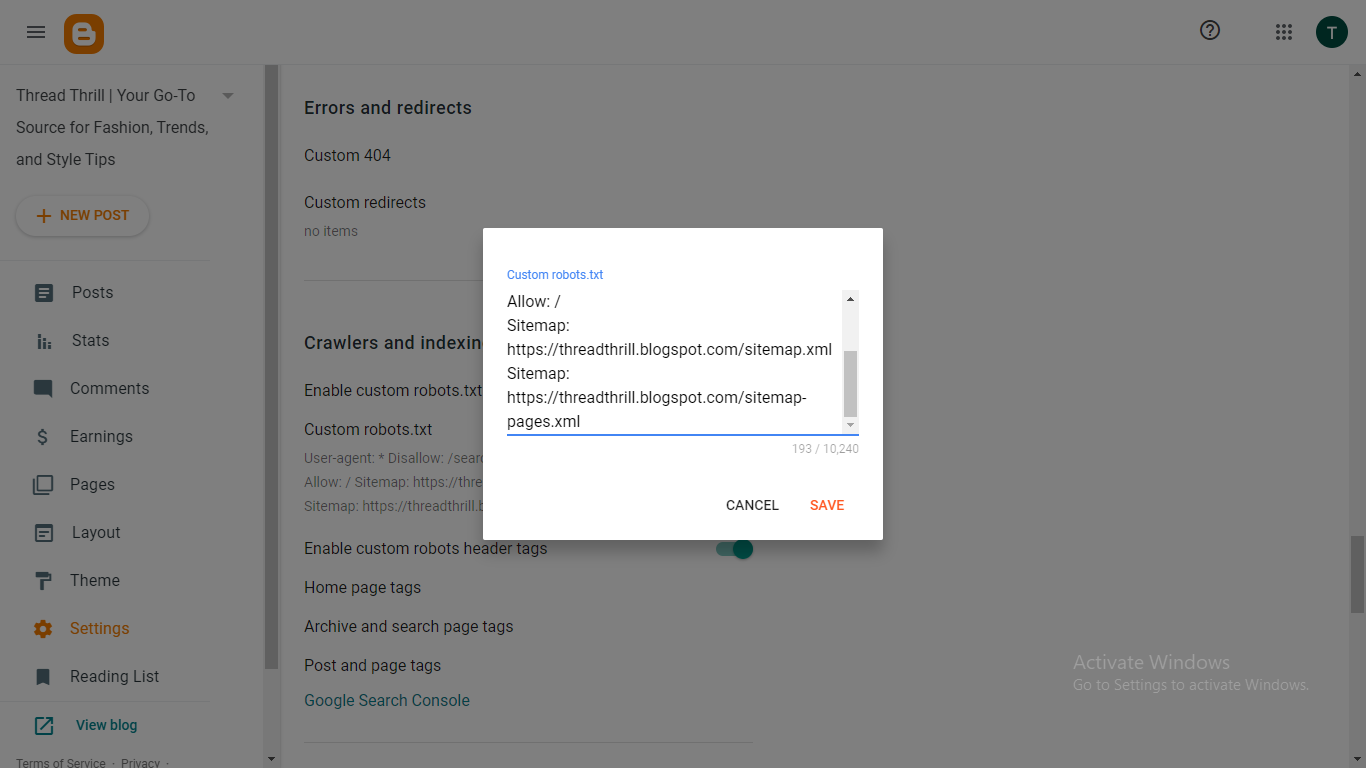 T
Thread Thrill | Your Go-To
Source for Fashion, Trends,
and Style Tips
NEW POST
Posts
Stats
Comments
Earnings
Pages
Layout
Theme
Settings
Reading List
View blog
Terms of Service · Privacy ·
Errors and redirects
Custom 404
Custom redirects
no items
Crawlers and indexin
Enable custom robots.txt
Custom robots.txt
User-agent: * Disallow: /sear
Allow: / Sitemap: https://thre
Sitemap: https://threadthrill.b
Enable custom robots header tags
Home page tags
Archive and search page tags
Post and page tags
Google Search Console
Custom robots.txt
Allow: /
Sitemap:
https://threadthrill.blogspot.com/sitemap.xml
Sitemap:
https://threadthrill.blogspot.com/sitemap-
pages.xml
193 / 10,240
CANCEL
SAVE
Activate Windows
Go to Settings to activate Windows.